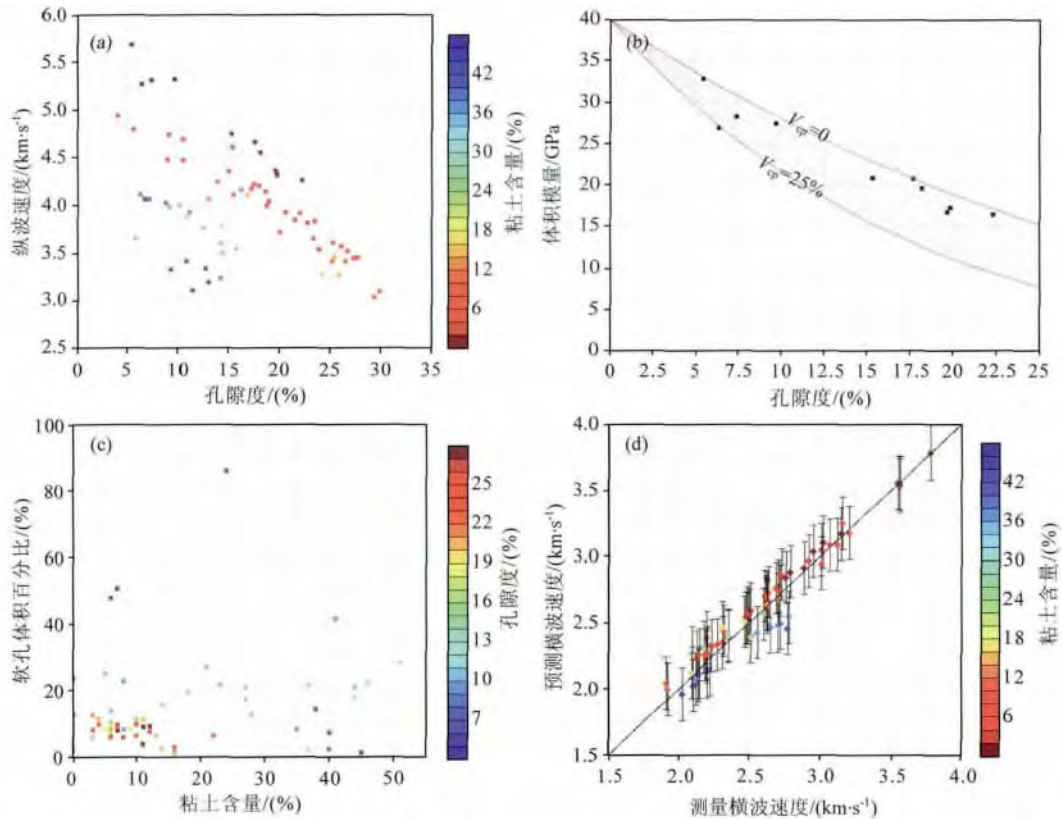 (a)
6.0
5.5
5.0
4.5
4.0
3.5
3.0
2.5
纵波速度/(km·s⁻¹)
0 5 10 15 20 25 30 35
孔隙度/(%)
42
36
30
24
18
12
6
粘土含量/(%)
(b)
40
35
30
25
20
15
10
5
0
体积模量/GPa
V_cp=0
V_cp=25%
0 2.5 5.0 7.5 10 12.5 15 17.5 20 22.5 25
孔隙度/(%)
(c)
100
80
60
40
20
0
软孔体积百分比/(%)
0 10 20 30 40 50
粘土含量/(%)
25
22
19
16
13
10
7
孔隙度/(%)
(d)
4.0
3.5
3.0
2.5
2.0
1.5
预测横波速度/(km·s⁻¹)
1.5 2.0 2.5 3.0 3.5 4.0
测量横波速度/(km·s⁻¹)
42
36
30
24
18
12
6
粘土含量/(%)